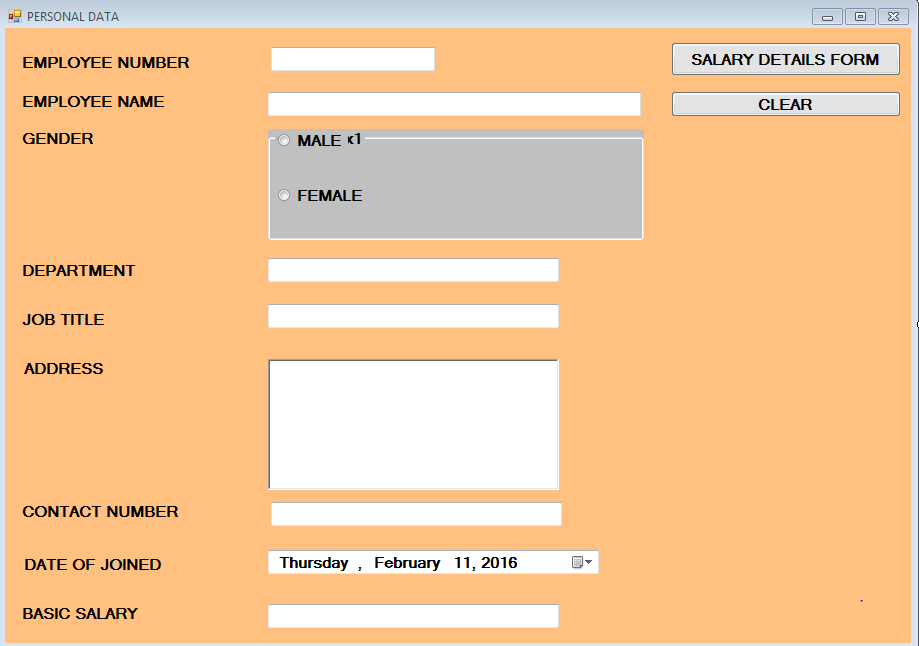 PERSONAL DATA
EMPLOYEE NUMBER
SALARY DETAILS FORM
EMPLOYEE NAME
CLEAR
GENDER
MALE x1
FEMALE
DEPARTMENT
JOB TITLE
ADDRESS
CONTACT NUMBER
DATE OF JOINED
Thursday , February 11, 2016
BASIC SALARY